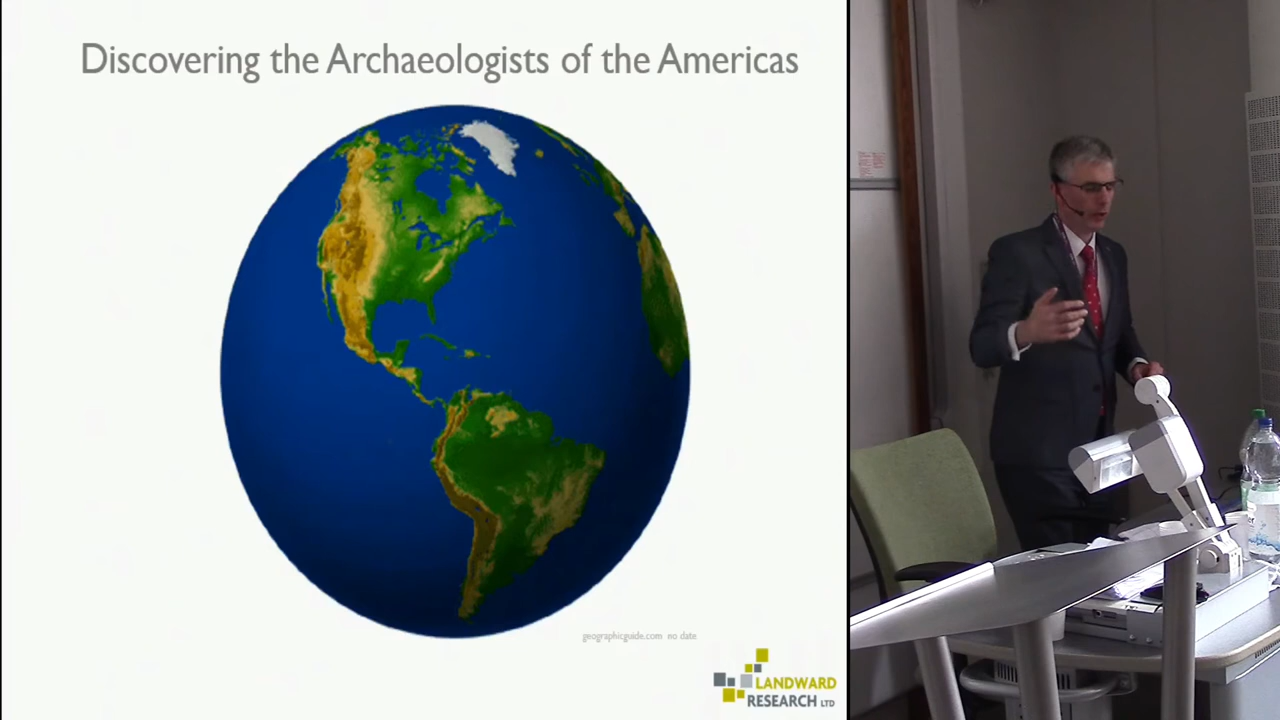 Discovering the Archaeologists of the Americas
geographicguide.com no date
LANDWARD
RESEARCH LTD